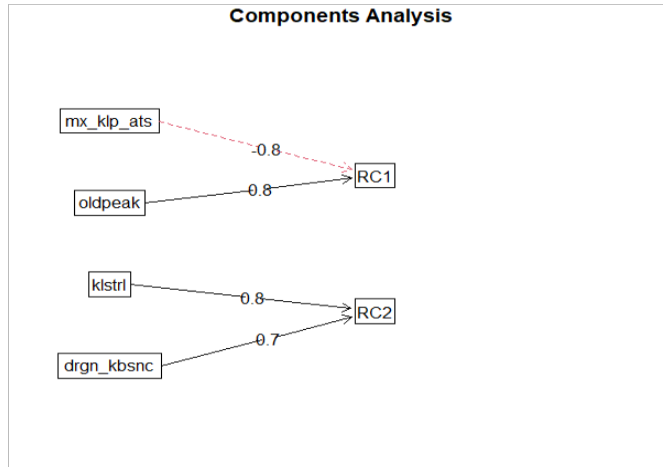 Components Analysis
mx_klp_ats
-0.8
RC1
oldpeak
0.8
klstrl
0.8
RC2
0.7
drgn_kbsnc